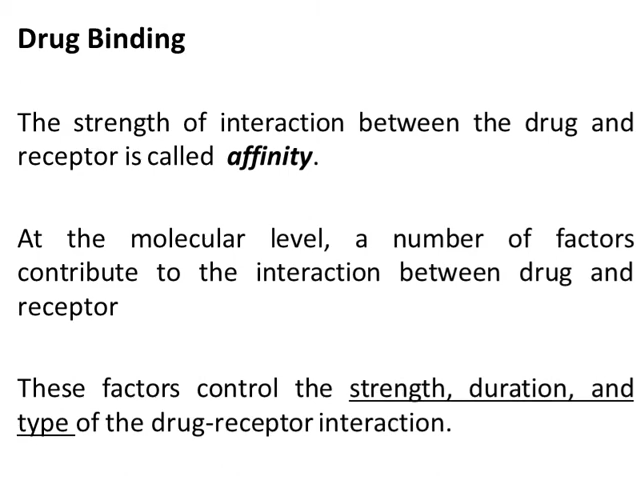 Drug Binding
The strength of interaction between the drug and
receptor is called affinity.
At the molecular level, a number of factors
contribute to the interaction between drug and
receptor
These factors control the strength, duration, and
type of the drug-receptor interaction.